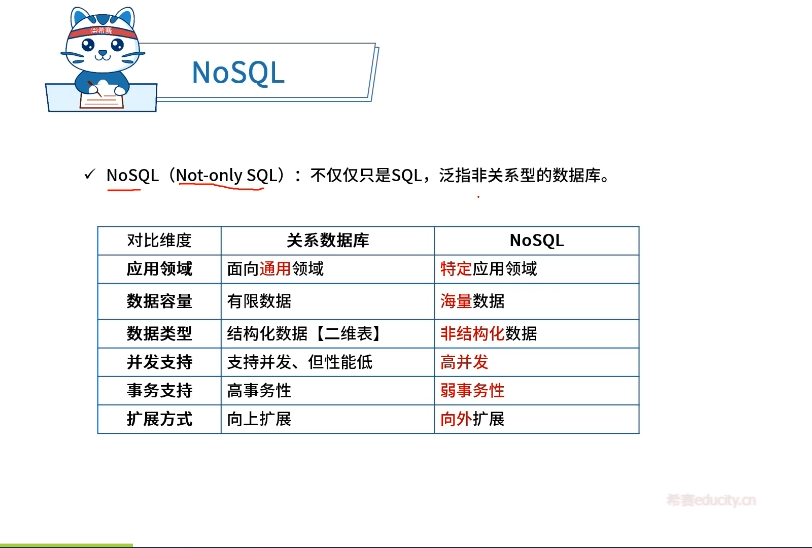 希赛
NoSQL
✓ NoSQL（Not-only SQL）：不仅仅只是SQL，泛指非关系型的数据库。
对比维度 关系数据库 NoSQL
应用领域 面向通用领域 特定应用领域
数据容量 有限数据 海量数据
数据类型 结构化数据【二维表】 非结构化数据
并发支持 支持并发、但性能低 高并发
事务支持 高事务性 弱事务性
扩展方式 向上扩展 向外扩展
希赛educity.cn